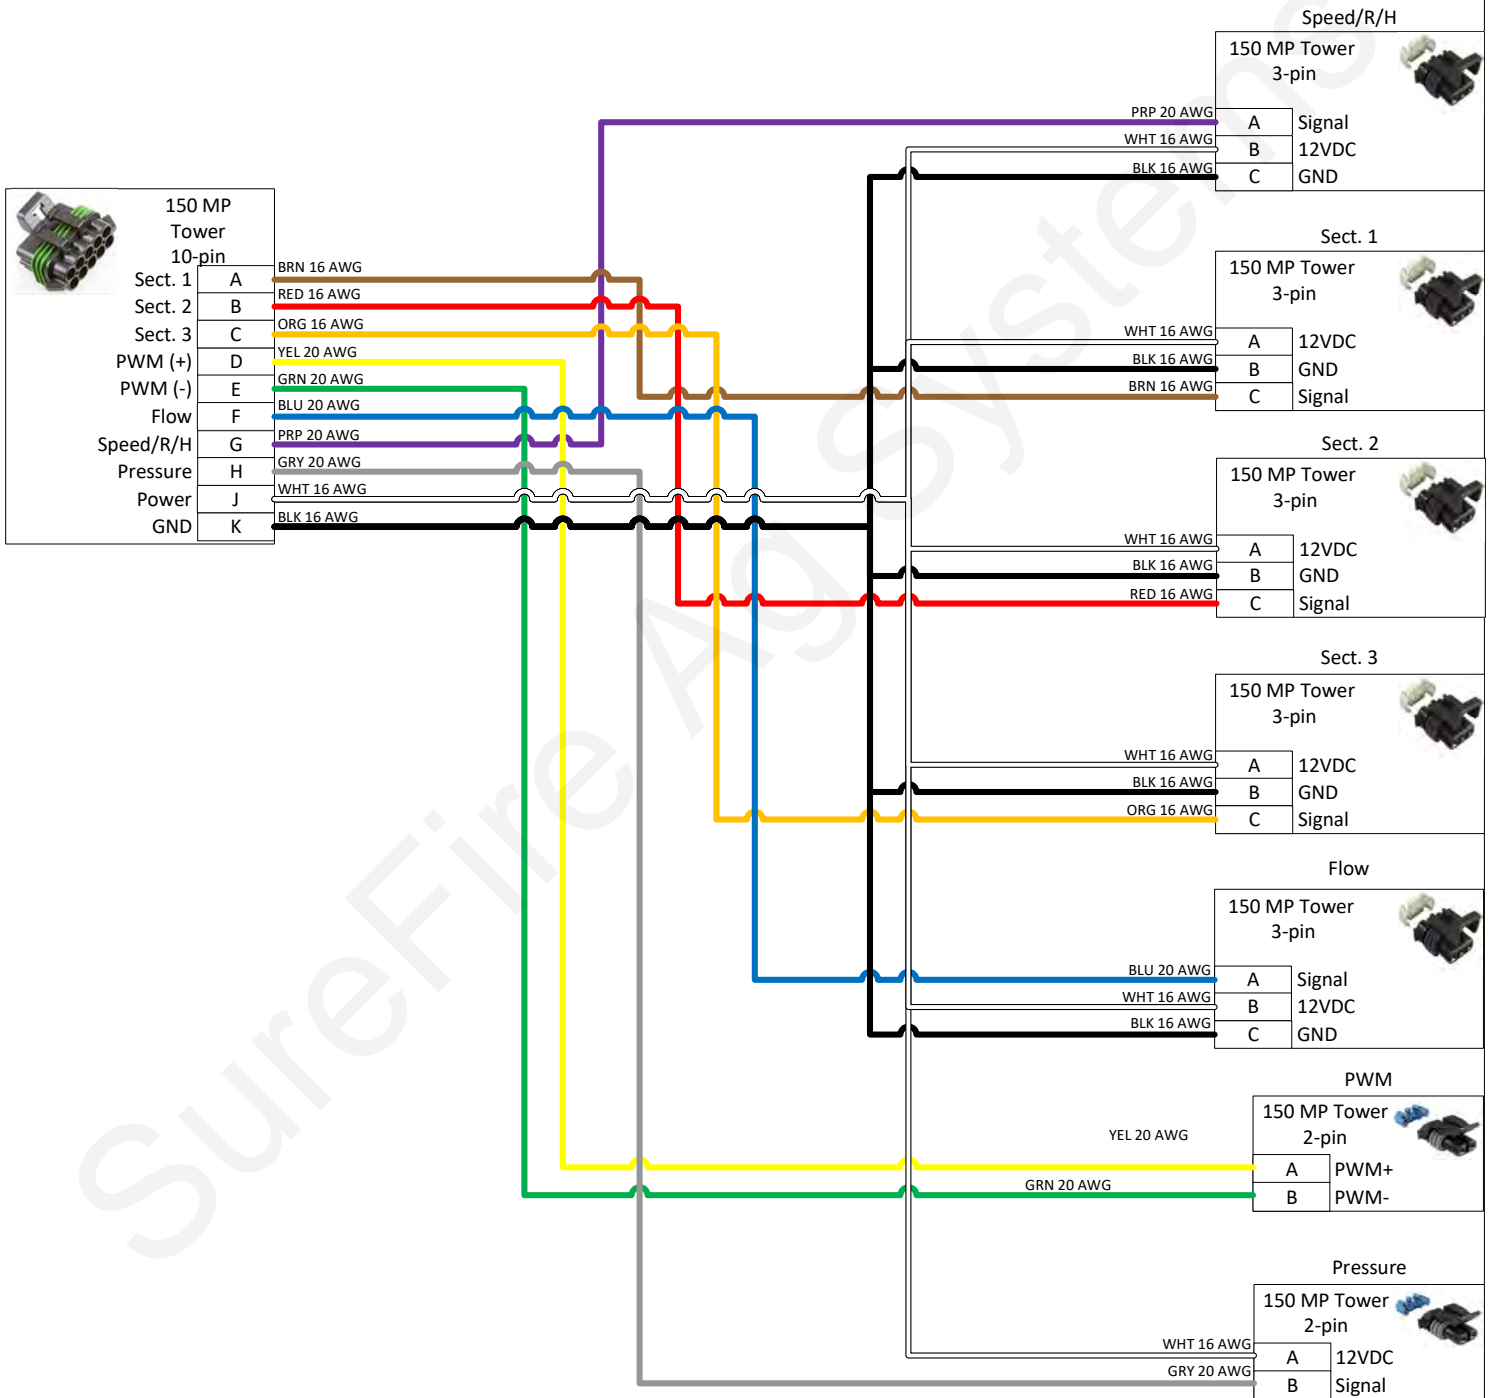 Speed/R/H
150 MP Tower
3-pin
PRP 20 AWG
A Signal
WHT 16 AWG
B 12VDC
BLK 16 AWG
C GND
150 MP
Tower
10-pin
Sect. 1 A BRN 16 AWG
Sect. 2 B RED 16 AWG
Sect. 3 C ORG 16 AWG
PWM (+) D YEL 20 AWG
PWM (-) E GRN 20 AWG
Flow F BLU 20 AWG
Speed/R/H G PRP 20 AWG
Pressure H GRY 20 AWG
Power J WHT 16 AWG
GND K BLK 16 AWG
Sect. 1
150 MP Tower
3-pin
WHT 16 AWG
A 12VDC
BLK 16 AWG
B GND
BRN 16 AWG
C Signal
Sect. 2
150 MP Tower
3-pin
WHT 16 AWG
A 12VDC
BLK 16 AWG
B GND
RED 16 AWG
C Signal
Sect. 3
150 MP Tower
3-pin
WHT 16 AWG
A 12VDC
BLK 16 AWG
B GND
ORG 16 AWG
C Signal
Flow
150 MP Tower
3-pin
BLU 20 AWG
A Signal
WHT 16 AWG
B 12VDC
BLK 16 AWG
C GND
PWM
150 MP Tower
2-pin
YEL 20 AWG
A PWM+
GRN 20 AWG
B PWM-
Pressure
150 MP Tower
2-pin
WHT 16 AWG
A 12VDC
GRY 20 AWG
B Signal
SureFire Ag Systems